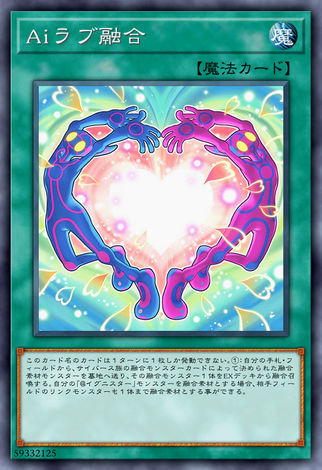 Aiラブ融合
魔
【魔法カード】
このカード名のカードは1ターンに1枚しか発動できない。①:自分の手札・フィ
ールドから、サイバース族の融合モンスターカードによって決められた融合
素材モンスターを墓地へ送り、その融合モンスター1体をEXデッキから融合召
喚する。自分の「@イグニスター」モンスターを融合素材とする場合、相手フィー
ルドのリンクモンスターも1体まで融合素材とする事ができる。
59332125